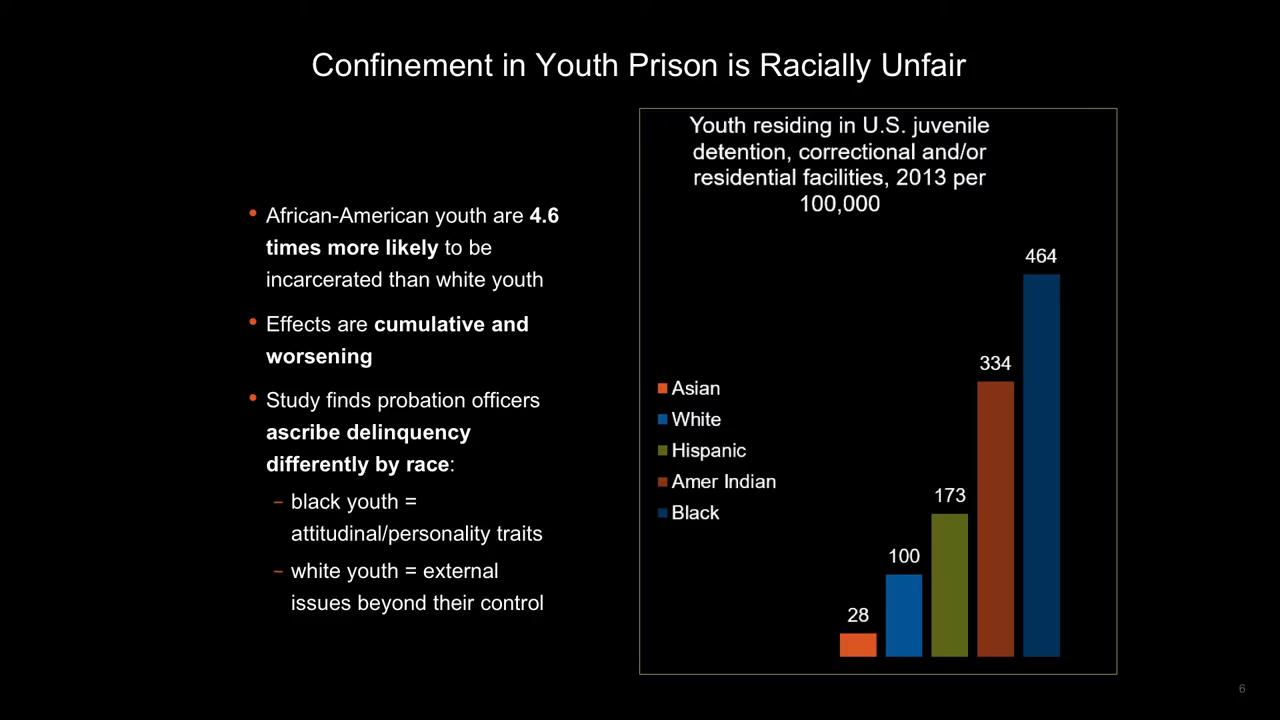 Confinement in Youth Prison is Racially Unfair
• African-American youth are 4.6
times more likely to be
incarcerated than white youth
• Effects are cumulative and
worsening
• Study finds probation officers
ascribe delinquency
differently by race:
– black youth =
attitudinal/personality traits
– white youth = external
issues beyond their control
Youth residing in U.S. juvenile
detention, correctional and/or
residential facilities, 2013 per
100,000
Asian
White
Hispanic
Amer Indian
Black
28
100
173
334
464
6